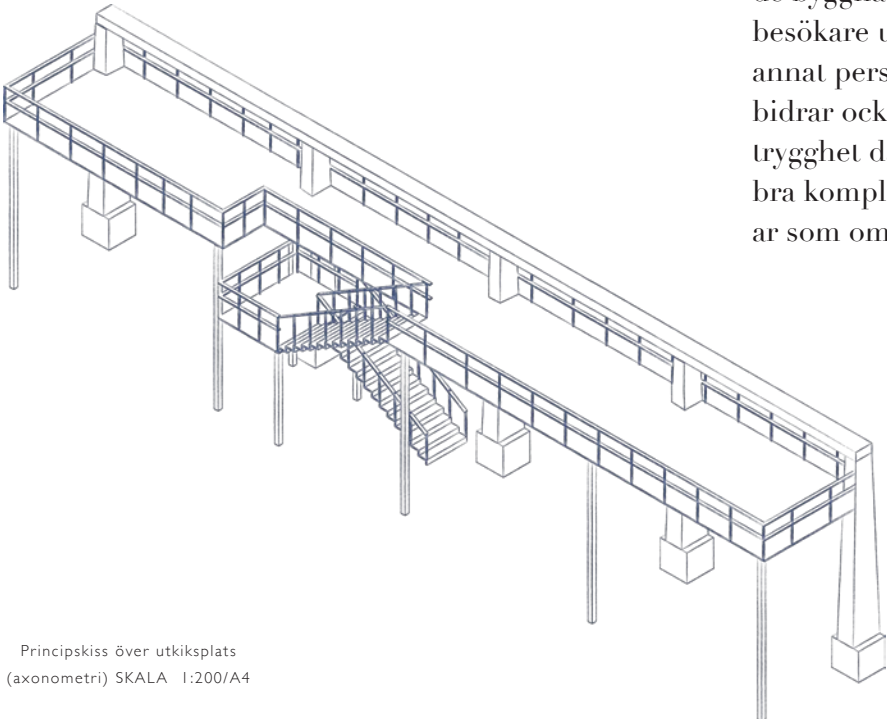 besökare u
annat pers
bidrar ock
trygghet d
bra kompl
ar som om
Principskiss över utkiksplats
(axonometri) SKALA 1:200/A4